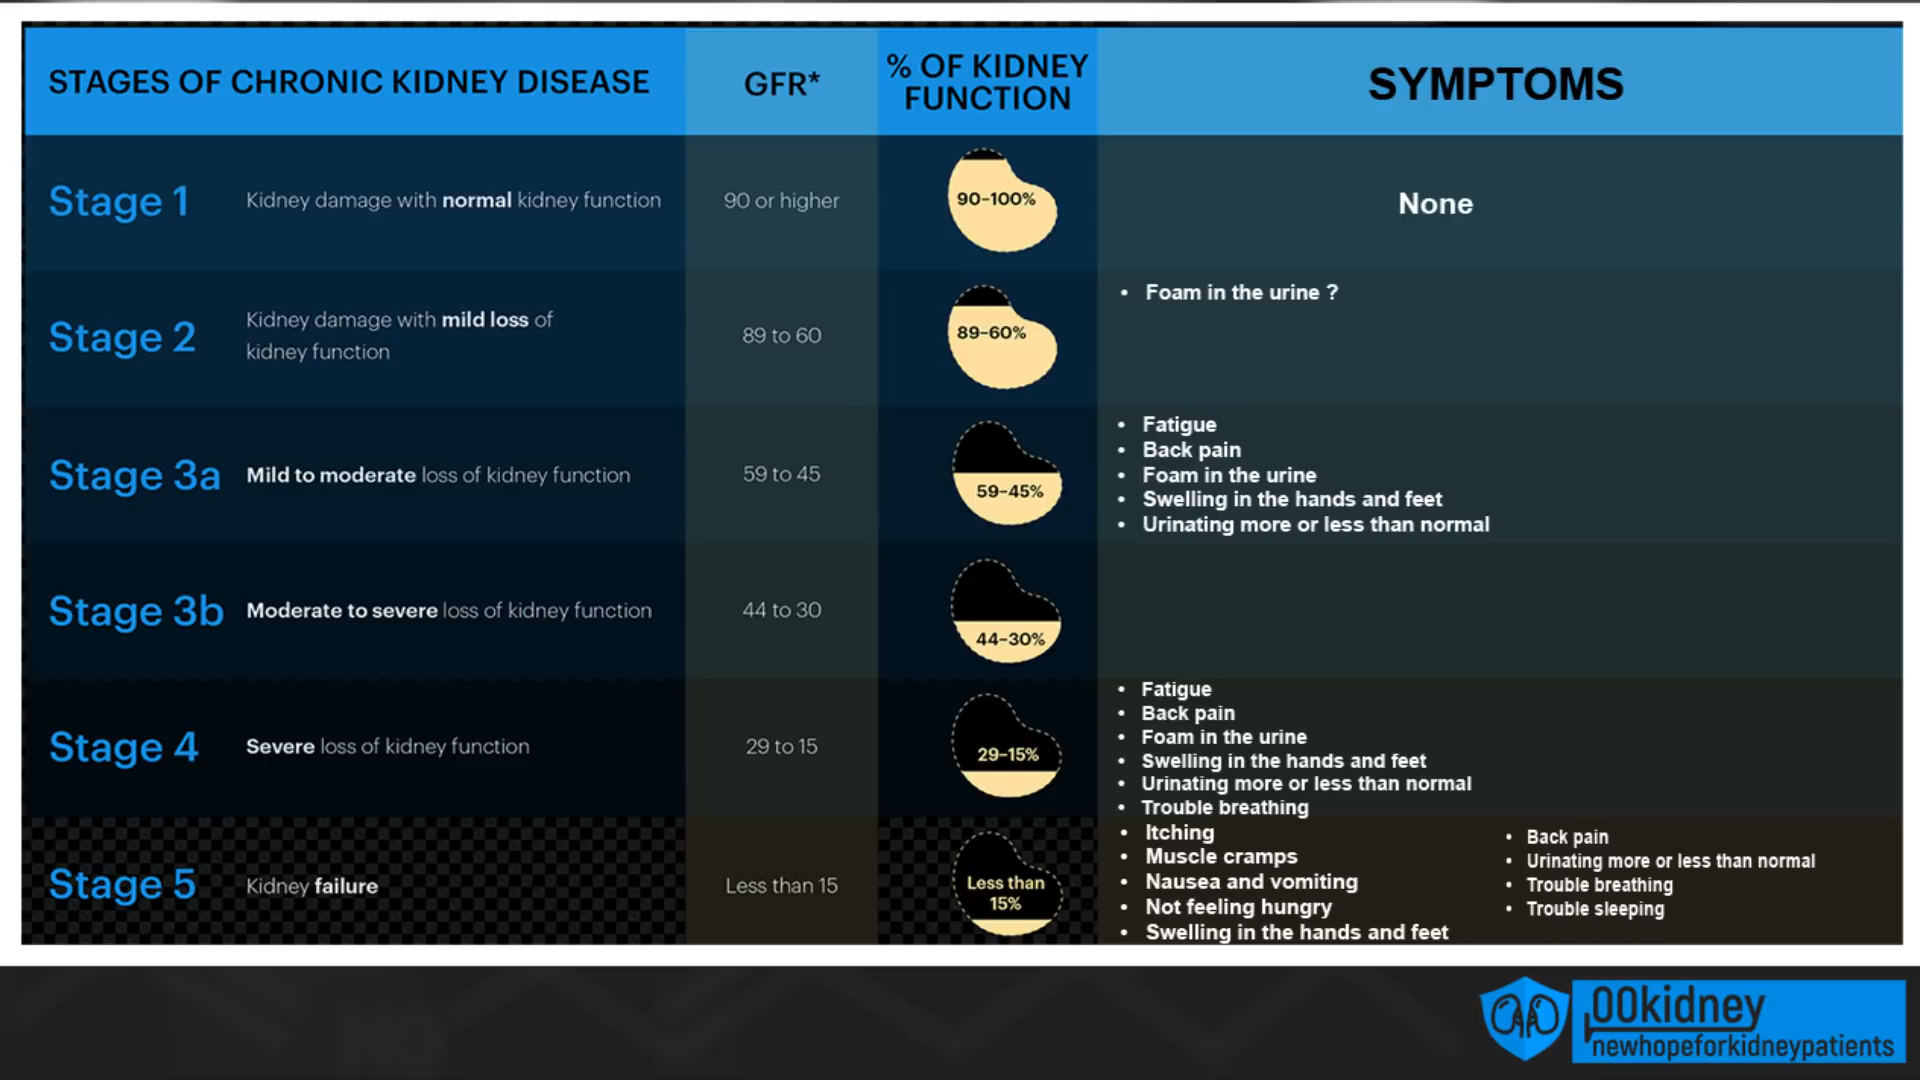 STAGES OF CHRONIC KIDNEY DISEASE
GFR*
% OF KIDNEY
FUNCTION
SYMPTOMS
Stage 1
Kidney damage with normal kidney function
90 or higher
90-100%
None
Stage 2
Kidney damage with mild loss of
kidney function
89 to 60
89-60%
• Foam in the urine ?
Stage 3a
Mild to moderate loss of kidney function
59 to 45
59-45%
• Fatigue
• Back pain
• Foam in the urine
• Swelling in the hands and feet
• Urinating more or less than normal
Stage 3b
Moderate to severe loss of kidney function
44 to 30
44-30%
Stage 4
Severe loss of kidney function
29 to 15
29-15%
• Fatigue
• Back pain
• Foam in the urine
• Swelling in the hands and feet
• Urinating more or less than normal
• Trouble breathing
Stage 5
Kidney failure
Less than 15
Less than
15%
• Itching
• Muscle cramps
• Nausea and vomiting
• Not feeling hungry
• Swelling in the hands and feet
• Back pain
• Urinating more or less than normal
• Trouble breathing
• Trouble sleeping
00kidney
newhopeforkidneypatients